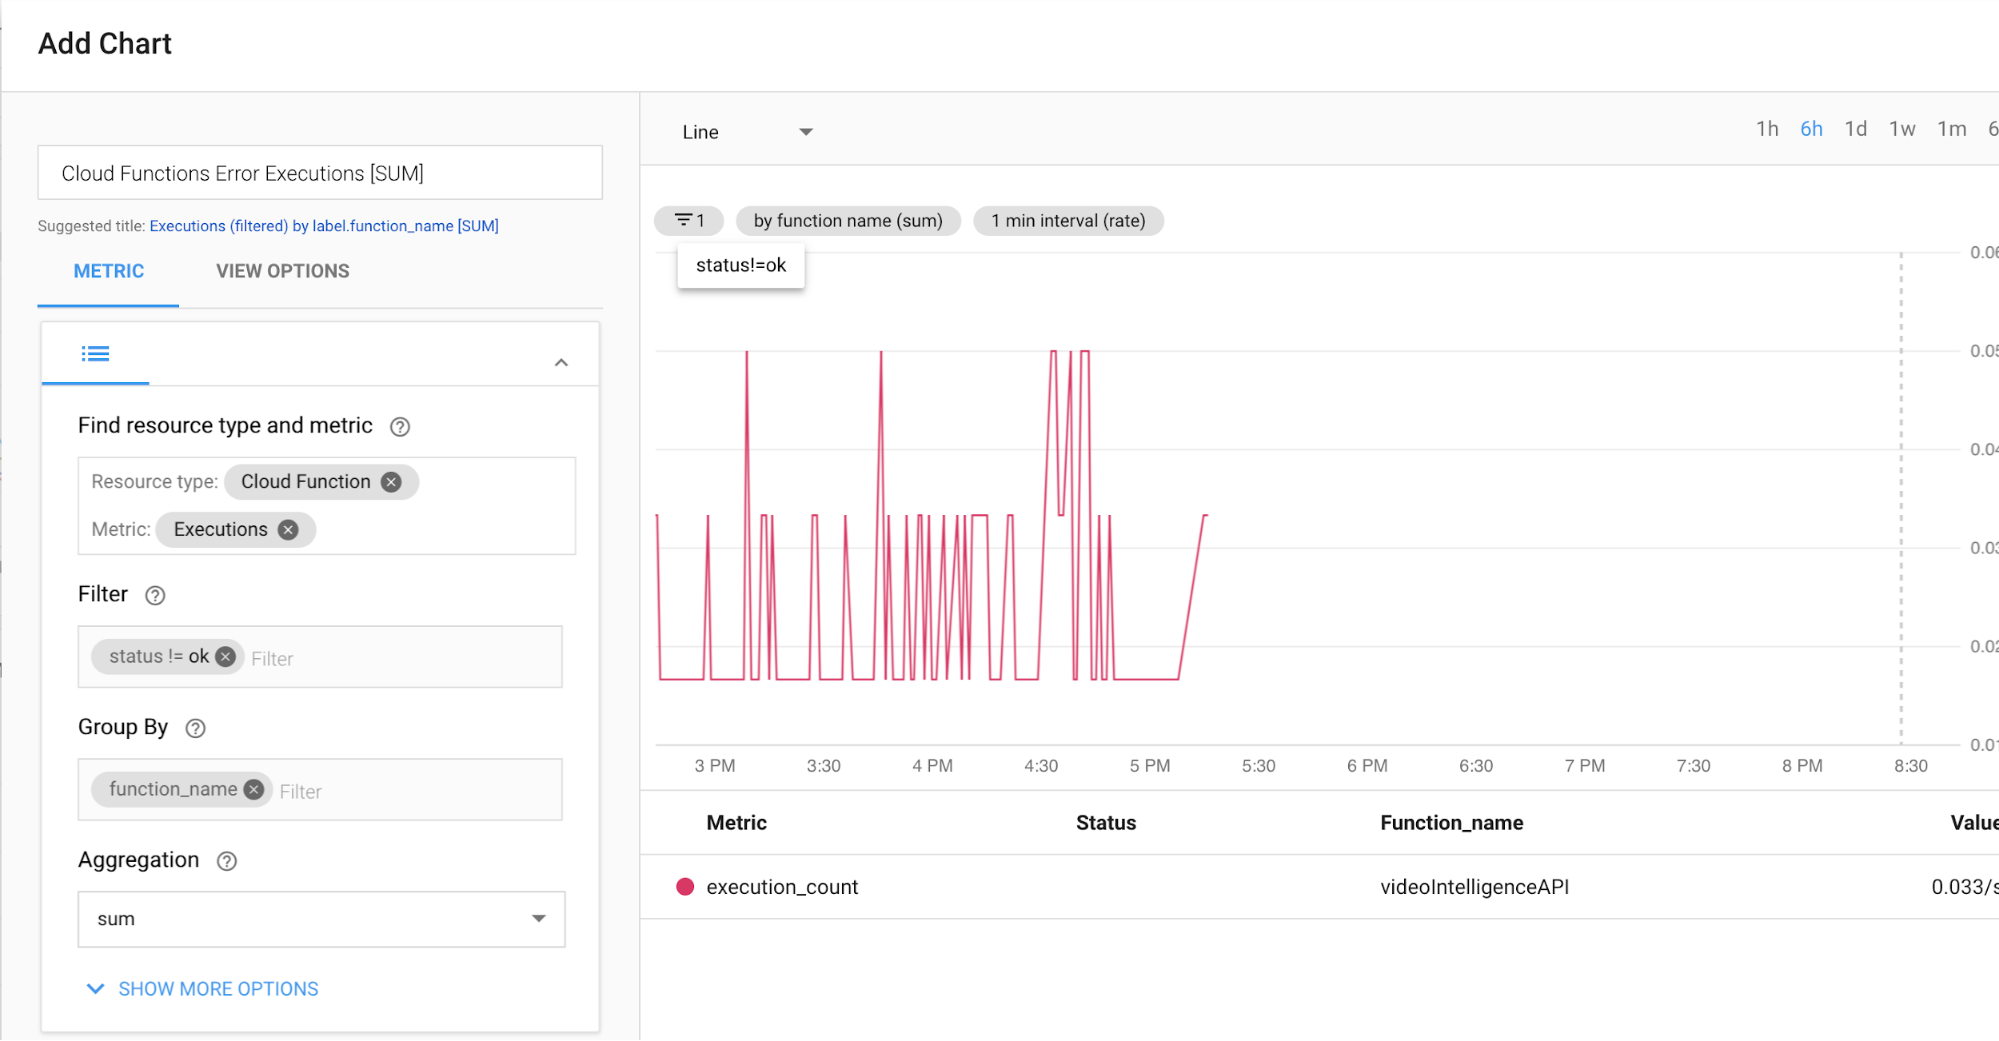 Add Chart
Cloud Functions Error Executions [SUM]
Suggested title: Executions (filtered) by label.function_name [SUM]
METRIC VIEW OPTIONS
Find resource type and metric
Resource type: Cloud Function
Metric: Executions
Filter
status != ok Filter
Group By
function_name Filter
Aggregation
sum
SHOW MORE OPTIONS
Line
1h 6h 1d 1w 1m 6
1 by function name (sum) 1 min interval (rate)
status!=ok
0.06
0.05
0.04
0.03
0.02
0.01
3 PM 3:30 4 PM 4:30 5 PM 5:30 6 PM 6:30 7 PM 7:30 8 PM 8:30
Metric Status Function_name Value
execution_count videoIntelligenceAPI 0.033/s